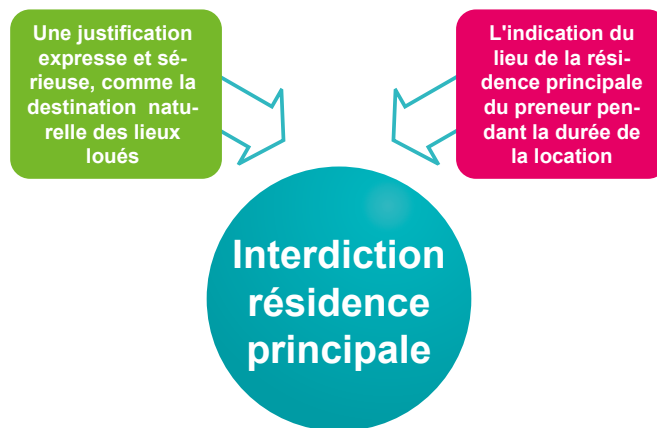 Une justification
expresse et sé-
rieuse, comme la
destination natu-
relle des lieux
loués
L'indication du
lieu de la rési-
dence principale
du preneur pen-
dant la durée de
la location
Interdiction
résidence
principale